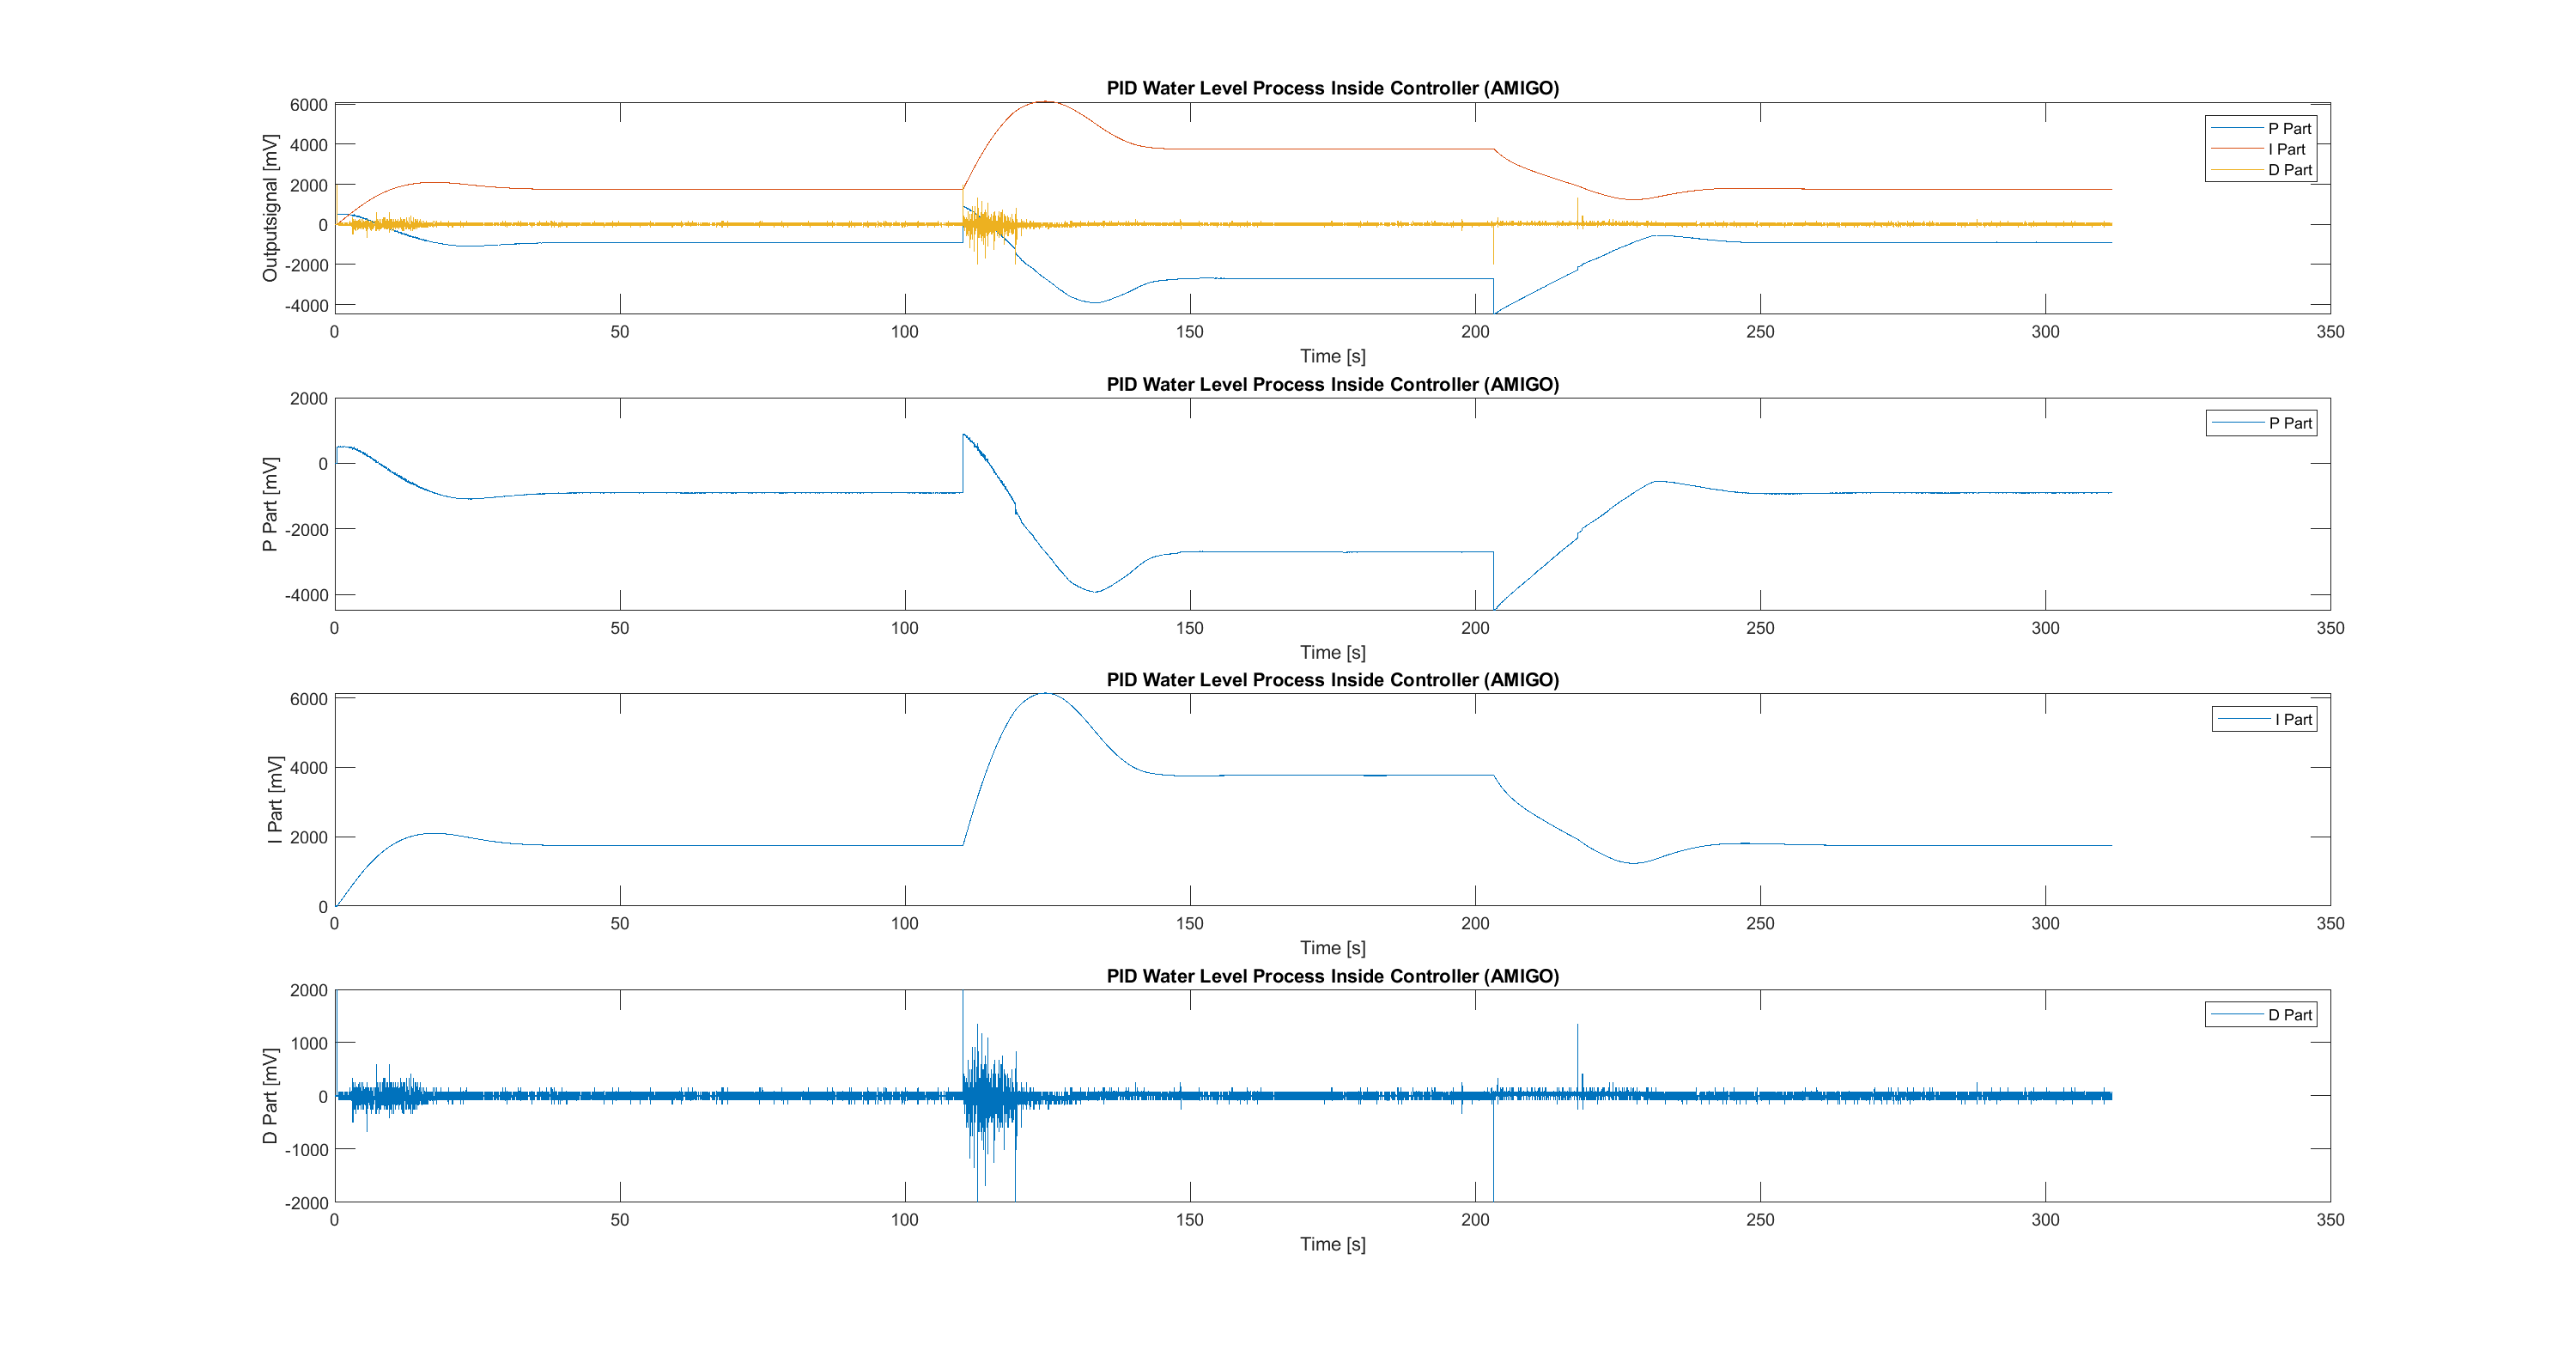 PID Water Level Process Inside Controller (AMIGO)
Outputsignal [mV]
6000
4000
2000
0
-2000
-4000
P Part
I Part
D Part
0 50 100 150 200 250 300 350
Time [s]
PID Water Level Process Inside Controller (AMIGO)
P Part [mV]
2000
0
-2000
-4000
P Part
0 50 100 150 200 250 300 350
Time [s]
PID Water Level Process Inside Controller (AMIGO)
I Part [mV]
6000
4000
2000
0
I Part
0 50 100 150 200 250 300 350
Time [s]
PID Water Level Process Inside Controller (AMIGO)
D Part [mV]
2000
1000
0
-1000
-2000
D Part
0 50 100 150 200 250 300 350
Time [s]